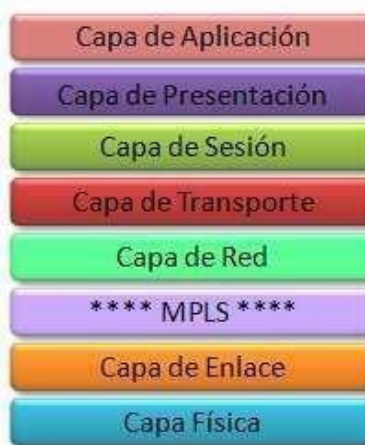 Capa de Aplicación
Capa de Presentación
Capa de Sesión
Capa de Transporte
Capa de Red
**** MPLS ****
Capa de Enlace
Capa Física